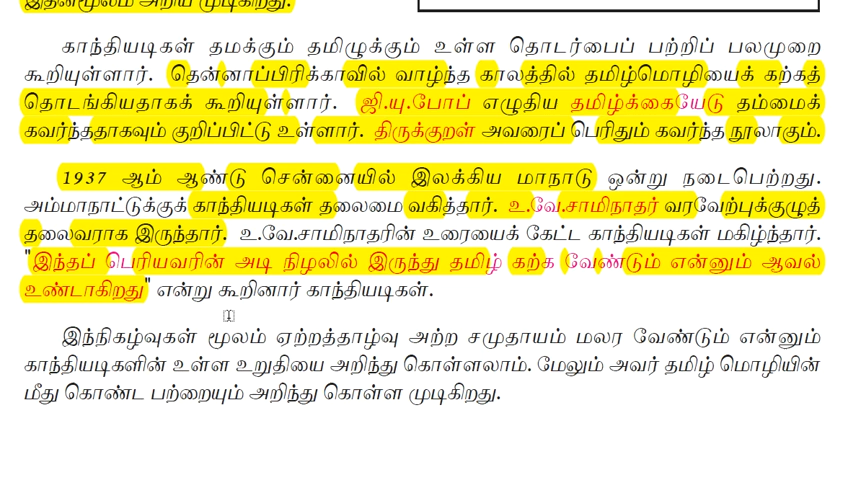 இதன்மூலம் அறிய முடிகிறது.
காந்தியடிகள் தமக்கும் தமிழுக்கும் உள்ள தொடர்பைப் பற்றிப் பலமுறை
கூறியுள்ளார். தென்னாப்பிரிக்காவில் வாழ்ந்த காலத்தில் தமிழ்மொழியைக் கற்கத்
தொடங்கியதாகக் கூறியுள்ளார். ஜி.யு.போப் எழுதிய தமிழ்க்கையேடு தம்மைக்
கவர்ந்ததாகவும் குறிப்பிட்டு உள்ளார். திருக்குறள் அவரைப் பெரிதும் கவர்ந்த நூலாகும்.
1937 ஆம் ஆண்டு சென்னையில் இலக்கிய மாநாடு ஒன்று நடைபெற்றது.
அம்மாநாட்டுக்குக் காந்தியடிகள் தலைமை வகித்தார். உ.வே.சாமிநாதர் வரவேற்புக்குழுத்
தலைவராக இருந்தார். உ.வே.சாமிநாதரின் உரையைக் கேட்ட காந்தியடிகள் மகிழ்ந்தார்.
"இந்தப் பெரியவரின் அடி நிழலில் இருந்து தமிழ் கற்க வேண்டும் என்னும் ஆவல்
உண்டாகிறது" என்று கூறினார் காந்தியடிகள்.
இந்நிகழ்வுகள் மூலம் ஏற்றத்தாழ்வு அற்ற சமுதாயம் மலர வேண்டும் என்னும்
காந்தியடிகளின் உள்ள உறுதியை அறிந்து கொள்ளலாம். மேலும் அவர் தமிழ் மொழியின்
மீது கொண்ட பற்றையும் அறிந்து கொள்ள முடிகிறது.